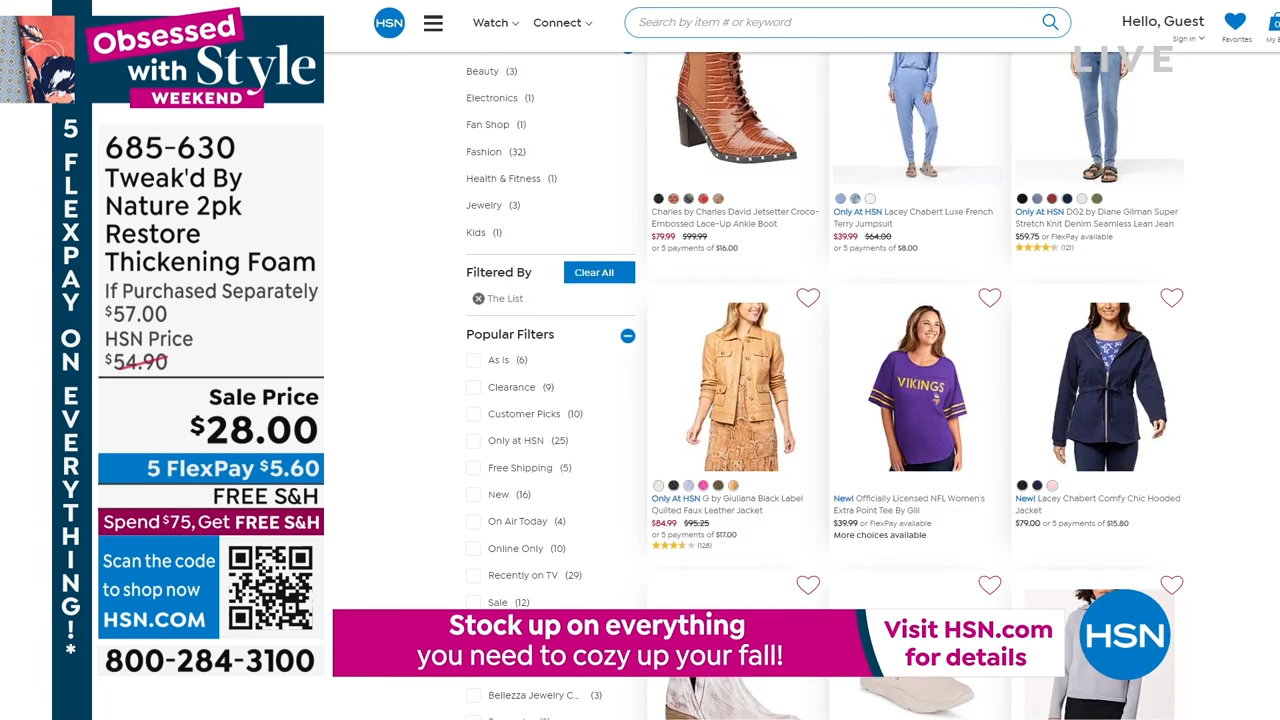 Obsessed
with Style
WEEKEND
5 FLEXPAY ON EVERYTHING!*
685-630
Tweak'd By
Nature 2pk
Restore
Thickening Foam
If Purchased Separately
$57.00
HSN Price
$54.90
Sale Price
$28.00
5 FlexPay $5.60
FREE S&H
Spend $75, Get FREE S&H
Scan the code
to shop now
HSN.COM
800-284-3100
HSN
Watch
Connect
Search by item # or keyword
Hello, Guest
Sign In
Favorites
0
LIVE
Beauty (3)
Electronics (1)
Fan Shop (1)
Fashion (32)
Health & Fitness (1)
Jewelry (3)
Kids (1)
Filtered By
Clear All
The List
Popular Filters
As Is (6)
Clearance (9)
Customer Picks (10)
Only at HSN (25)
Free Shipping (5)
New (16)
On Air Today (4)
Online Only (10)
Recently on TV (29)
Sale (12)
Bellezza Jewelry C... (3)
Charles by Charles David Jetsetter Croco-
Embossed Lace-Up Ankle Boot
$79.99 $99.99
or 5 payments of $16.00
Only At HSN Lacey Chabert Luxe French
Terry Jumpsuit
$39.99 $64.00
or 5 payments of $8.00
Only At HSN DG2 by Diane Gilman Super
Stretch Knit Denim Seamless Lean Jean
$59.75 or FlexPay available
(121)
Only At HSN G by Giuliana Black Label
Quilted Faux Leather Jacket
$84.99 $95.25
or 5 payments of $17.00
(128)
VIKINGS
New! Officially Licensed NFL Women's
Extra Point Tee By GIII
$39.99 or FlexPay available
More choices available
New! Lacey Chabert Comfy Chic Hooded
Jacket
$79.00 or 5 payments of $15.80
Stock up on everything
you need to cozy up your fall!
Visit HSN.com
for details
HSN